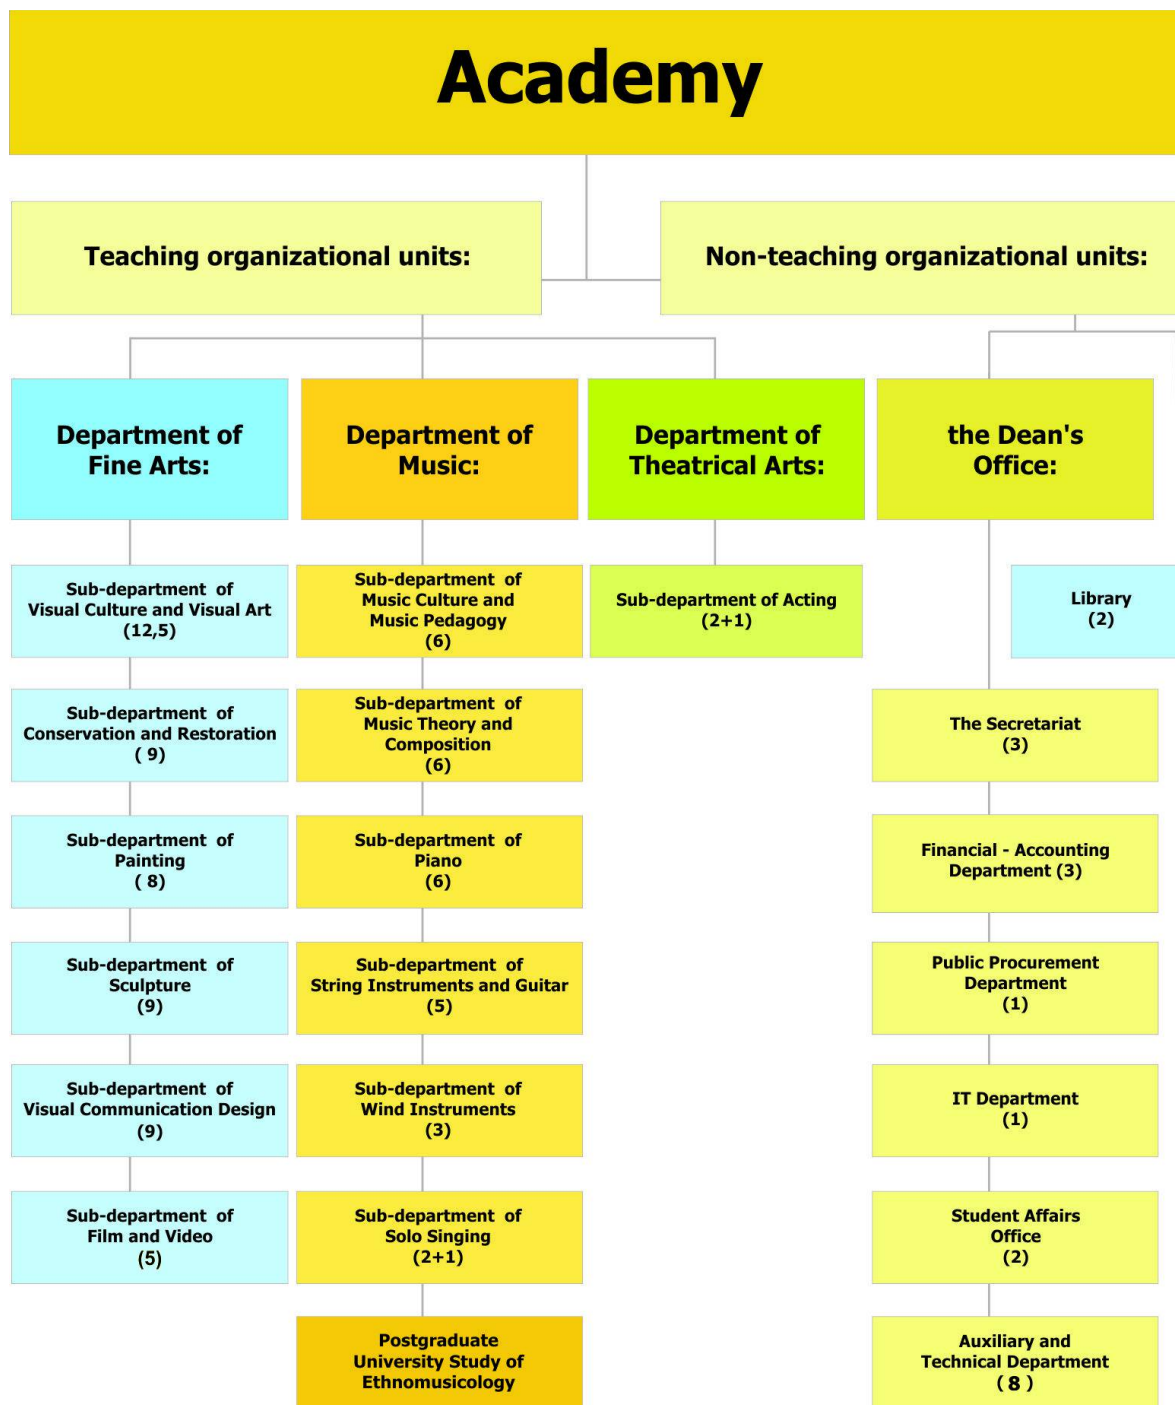 Academy
Teaching organizational units:
Non-teaching organizational units:
Department of
Fine Arts:
Department of
Music:
Department of
Theatrical Arts:
the Dean's
Office:
Sub-department of
Visual Culture and Visual Art
(12,5)
Sub-department of
Conservation and Restoration
( 9)
Sub-department of
Painting
( 8)
Sub-department of
Sculpture
(9)
Sub-department of
Visual Communication Design
(9)
Sub-department of
Film and Video
(5)
Sub-department of
Music Culture and
Music Pedagogy
(6)
Sub-department of
Music Theory and
Composition
(6)
Sub-department of
Piano
(6)
Sub-department of
String Instruments and Guitar
(5)
Sub-department of
Wind Instruments
(3)
Sub-department of
Solo Singing
(2+1)
Postgraduate
University Study of
Ethnomusicology
Sub-department of Acting
(2+1)
Library
(2)
The Secretariat
(3)
Financial - Accounting
Department (3)
Public Procurement
Department
(1)
IT Department
(1)
Student Affairs
Office
(2)
Auxiliary and
Technical Department
( 8 )